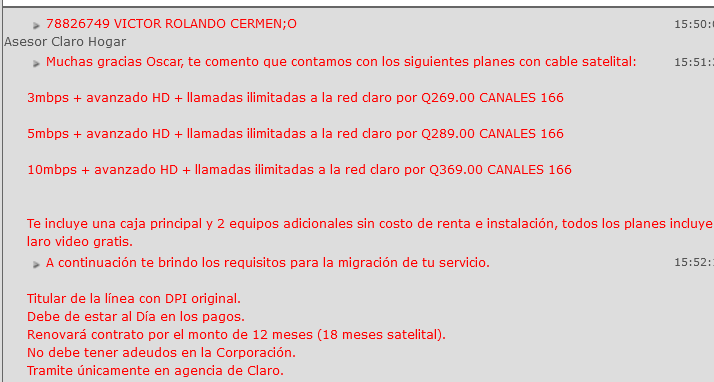 78826749 VICTOR ROLANDO CERMEN;O 15:50:
Asesor Claro Hogar
Muchas gracias Oscar, te comento que contamos con los siguientes planes con cable satelital: 15:51:
3mbps + avanzado HD + llamadas ilimitadas a la red claro por Q269.00 CANALES 166
5mbps + avanzado HD + llamadas ilimitadas a la red claro por Q289.00 CANALES 166
10mbps + avanzado HD + llamadas ilimitadas a la red claro por Q369.00 CANALES 166
Te incluye una caja principal y 2 equipos adicionales sin costo de renta e instalación, todos los planes incluye
laro video gratis.
A continuación te brindo los requisitos para la migración de tu servicio. 15:52:
Titular de la línea con DPI original.
Debe de estar al Día en los pagos.
Renovará contrato por el monto de 12 meses (18 meses satelital).
No debe tener adeudos en la Corporación.
Tramite únicamente en agencia de Claro.